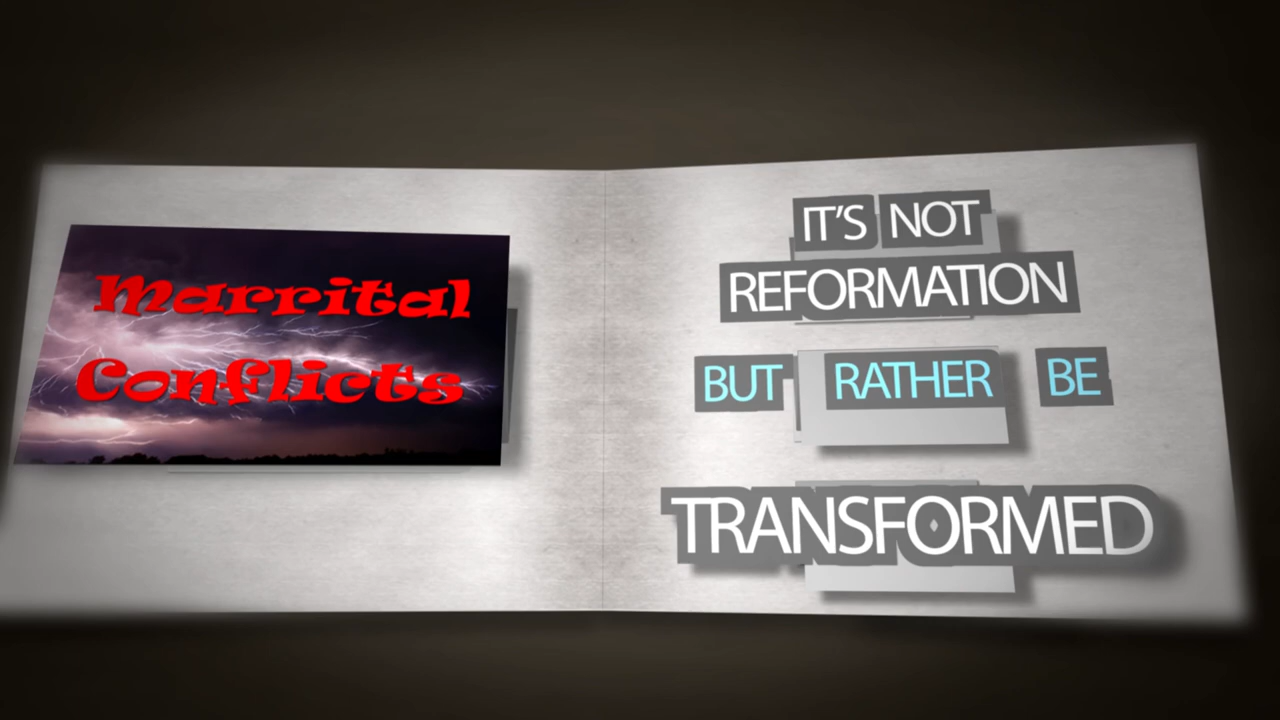 Marrital
Conflicts
IT'S NOT
REFORMATION
BUT RATHER BE
TRANSFORMED